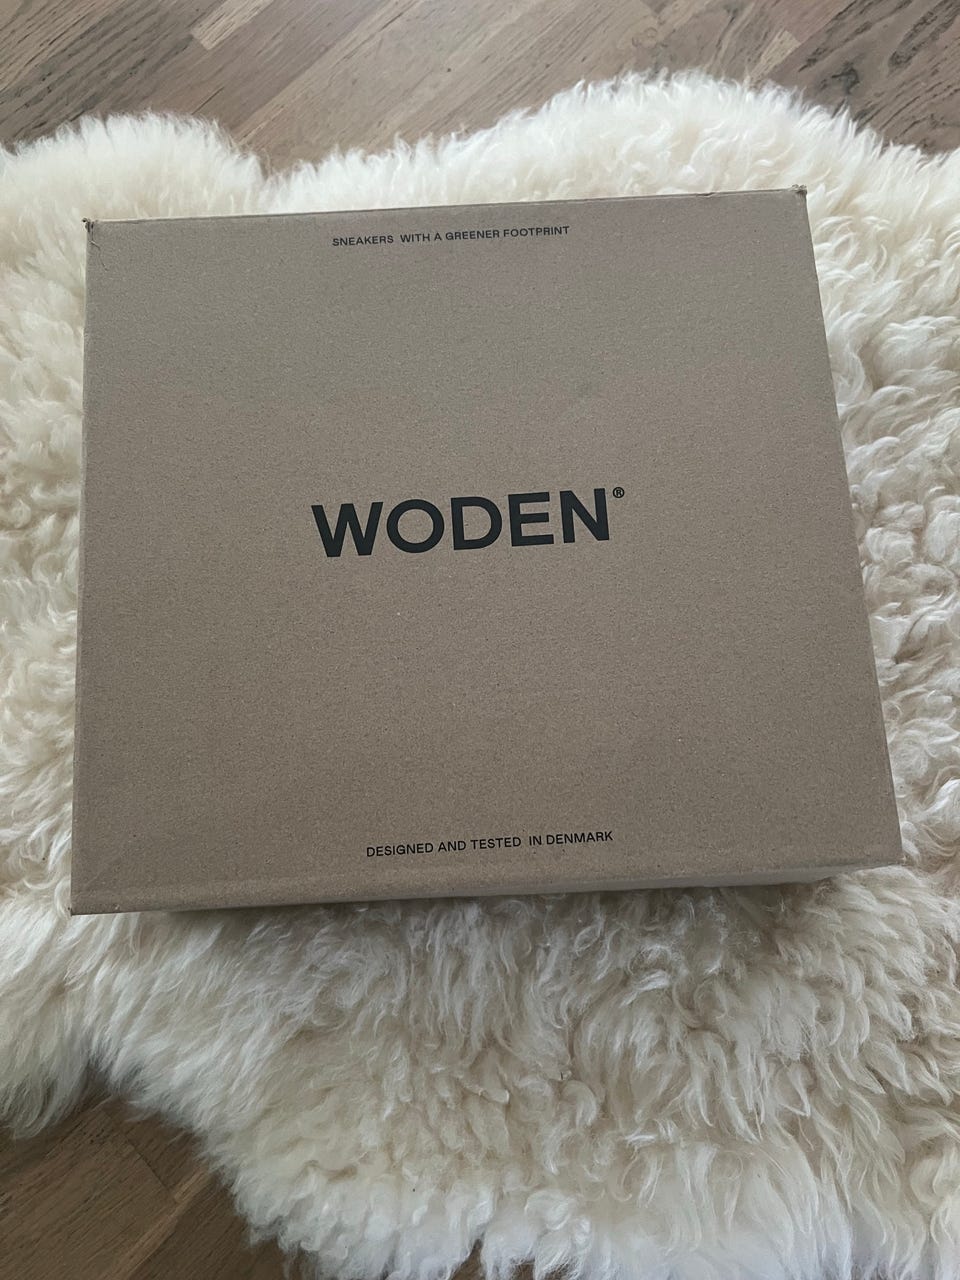 SNEAKERS WITH A GREENER FOOTPRINT
WODEN®
DESIGNED AND TESTED IN DENMARK